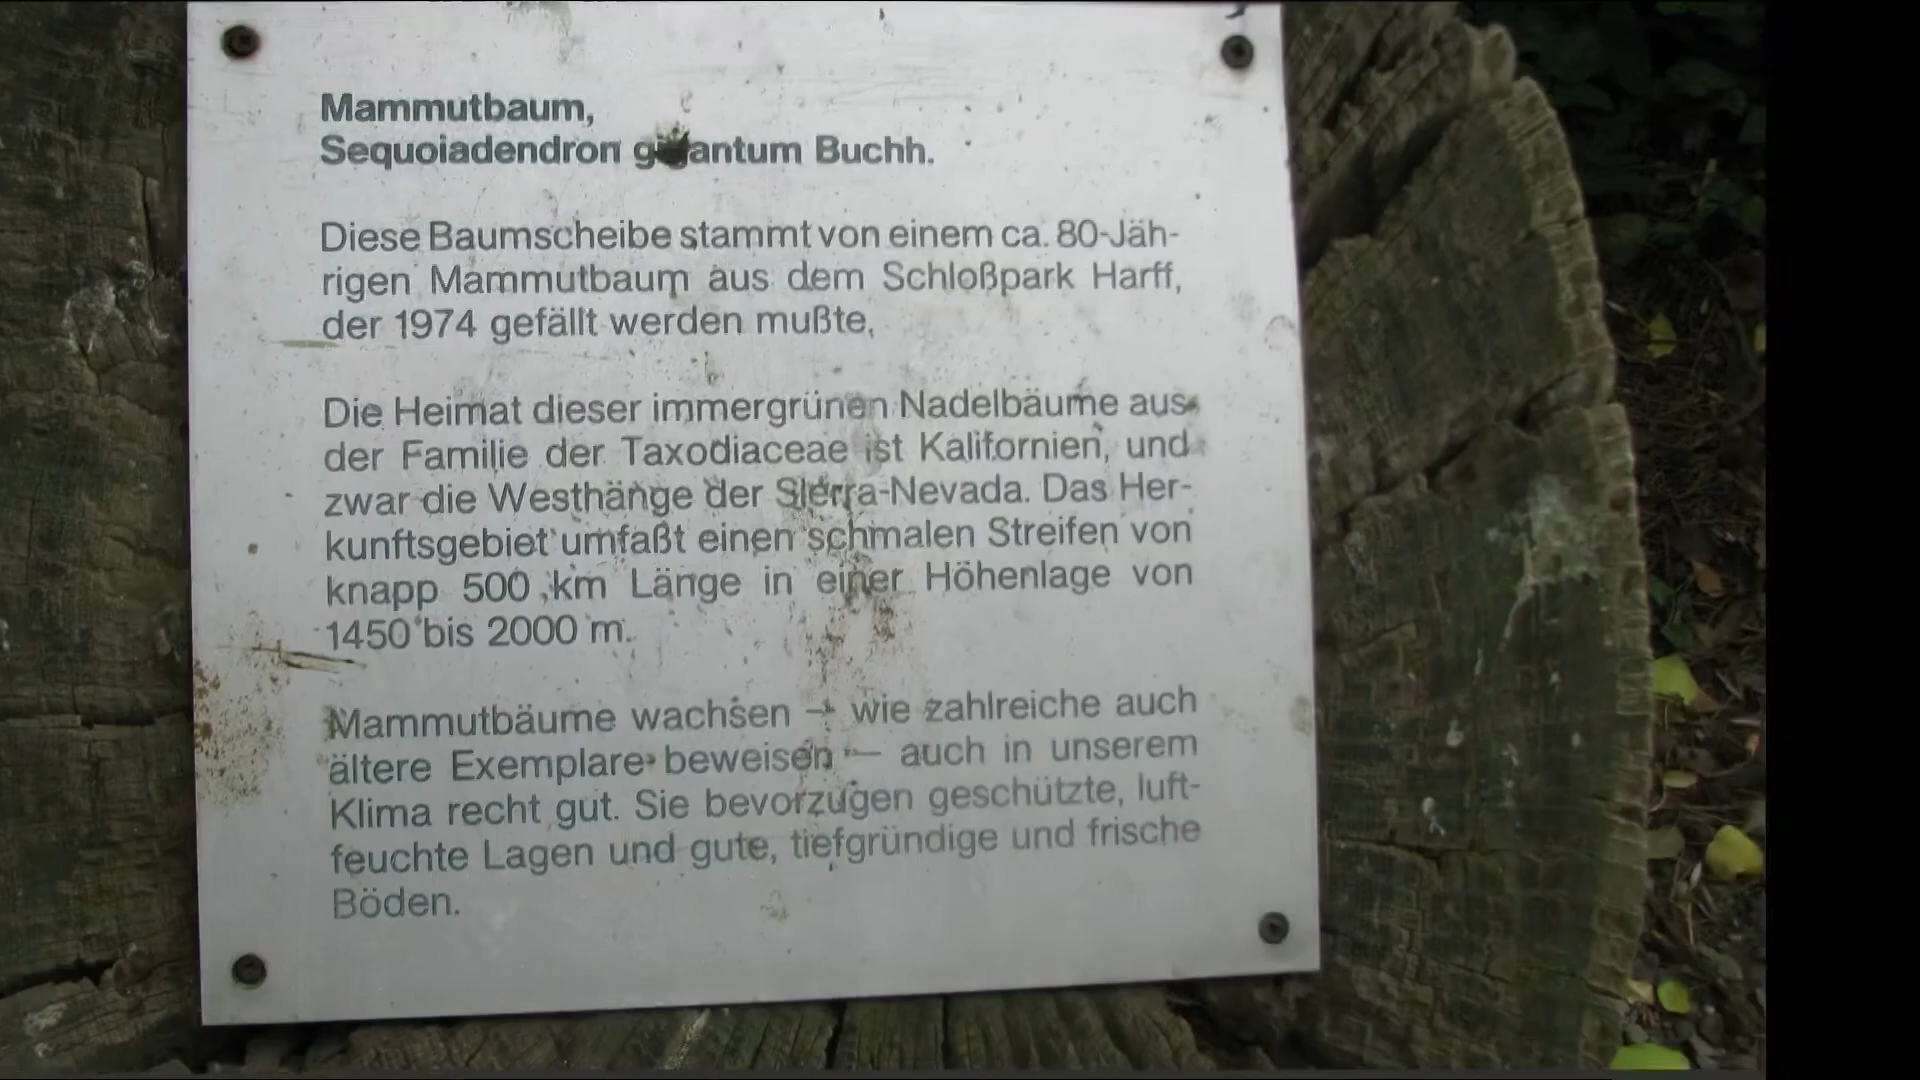 Mammutbaum,
Sequoiadendron gigantum Buchh.
Diese Baumscheibe stammt von einem ca. 80-Jäh-
rigen Mammutbaum aus dem Schloßpark Harff,
der 1974 gefällt werden mußte,
Die Heimat dieser immergrünen Nadelbäume aus
der Familie der Taxodiaceae ist Kalifornien, und
zwar die Westhänge der Sierra-Nevada. Das Her-
kunftsgebiet umfaßt einen schmalen Streifen von
knapp 500 km Länge in einer Höhenlage von
1450 bis 2000 m.
Mammutbäume wachsen — wie zahlreiche auch
ältere Exemplare beweisen — auch in unserem
Klima recht gut. Sie bevorzugen geschützte, luft-
feuchte Lagen und gute, tiefgründige und frische
Böden.